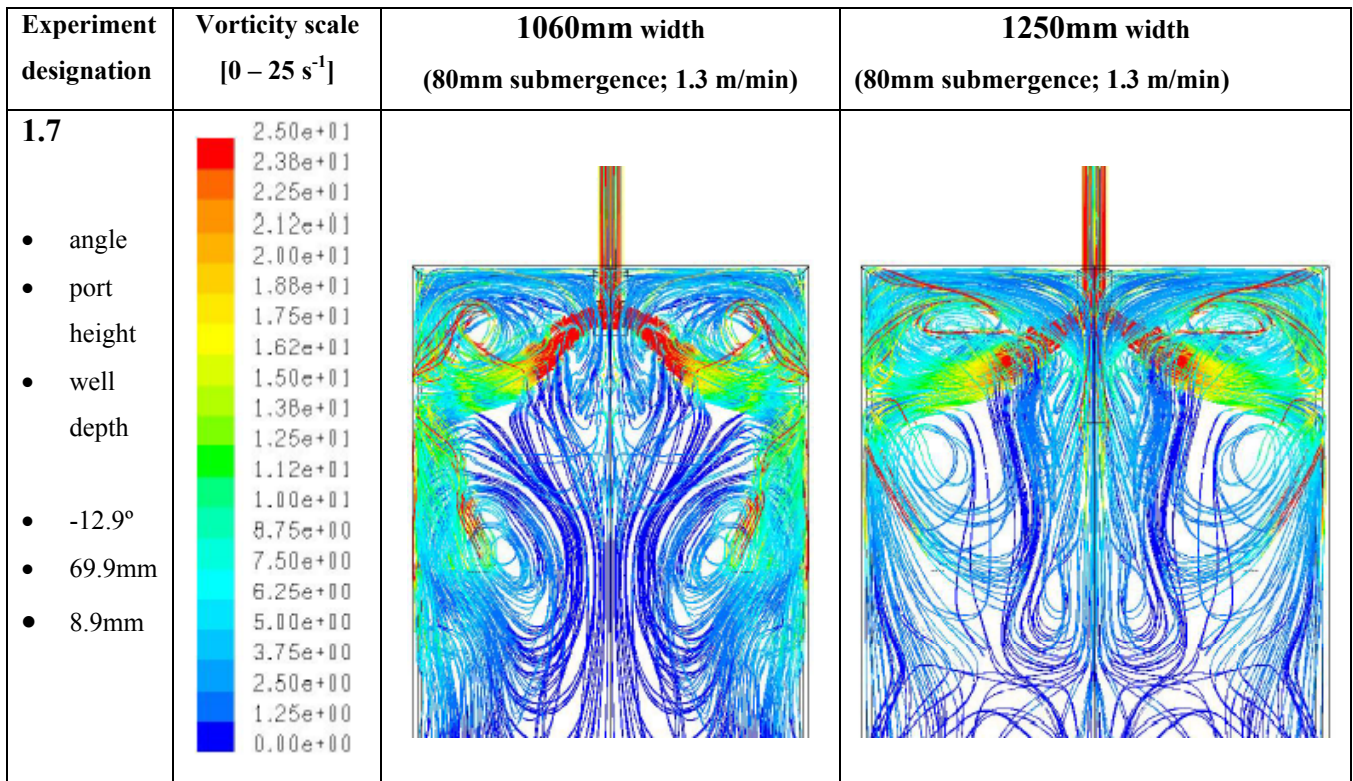 Experiment designation
Vorticity scale
[0 – 25 s-1]
1060mm width
(80mm submergence; 1.3 m/min)
1250mm width
(80mm submergence; 1.3 m/min)
1.7
• angle
• port
height
• well
depth
• -12.9º
• 69.9mm
• 8.9mm
2.50e+01
2.38e+01
2.25e+01
2.12e+01
2.00e+01
1.88e+01
1.75e+01
1.62e+01
1.50e+01
1.38e+01
1.25e+01
1.12e+01
1.00e+01
8.75e+00
7.50e+00
6.25e+00
5.00e+00
3.75e+00
2.50e+00
1.25e+00
0.00e+00